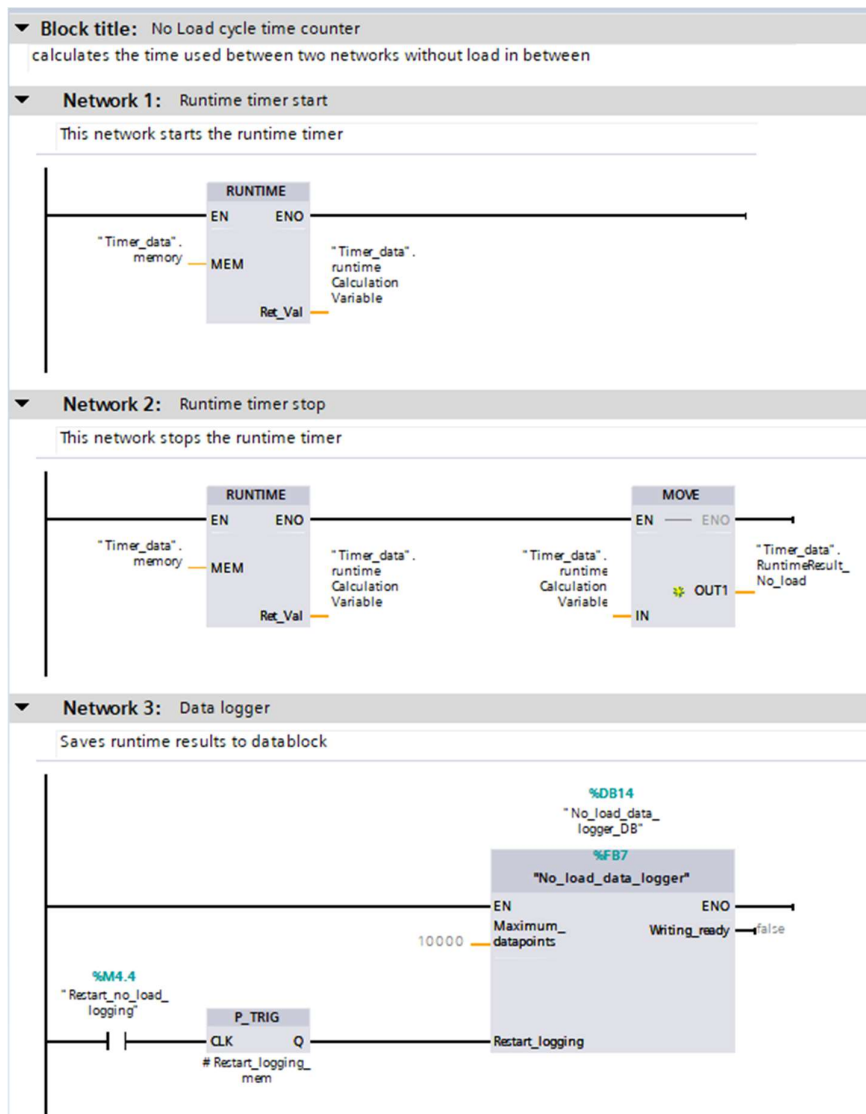 Block title: No Load cycle time counter
calculates the time used between two networks without load in between
Network 1: Runtime timer start
This network starts the runtime timer
RUNTIME
EN ENO
"Timer_data".
memory
MEM
"Timer_data".
runtime
Calculation
Variable
Ret_Val
Network 2: Runtime timer stop
This network stops the runtime timer
RUNTIME
EN ENO
"Timer_data".
memory
MEM
"Timer_data".
runtime
Calculation
Variable
Ret_Val
MOVE
EN ENO
"Timer_data".
runtime
Calculation
Variable
IN
OUT1
"Timer_data".
RuntimeResult_
No_load
Network 3: Data logger
Saves runtime results to datablock
%DB14
"No_load_data_
logger_DB"
%FB7
"No_load_data_logger"
EN ENO
10000
Maximum_
datapoints
Writing_ready
false
%M4.4
"Restart_no_load_
logging"
P_TRIG
CLK Q
#Restart_logging_
mem
Restart_logging